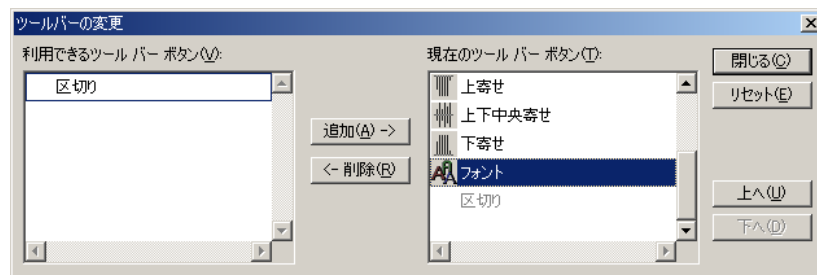 ツールバーの変更
利用できるツール バー ボタン(V):
区切り
追加(A) ->
<- 削除(R)
現在のツール バー ボタン(T):
上寄せ
上下中央寄せ
下寄せ
フォント
区切り
閉じる(C)
リセット(E)
上へ(U)
下へ(D)